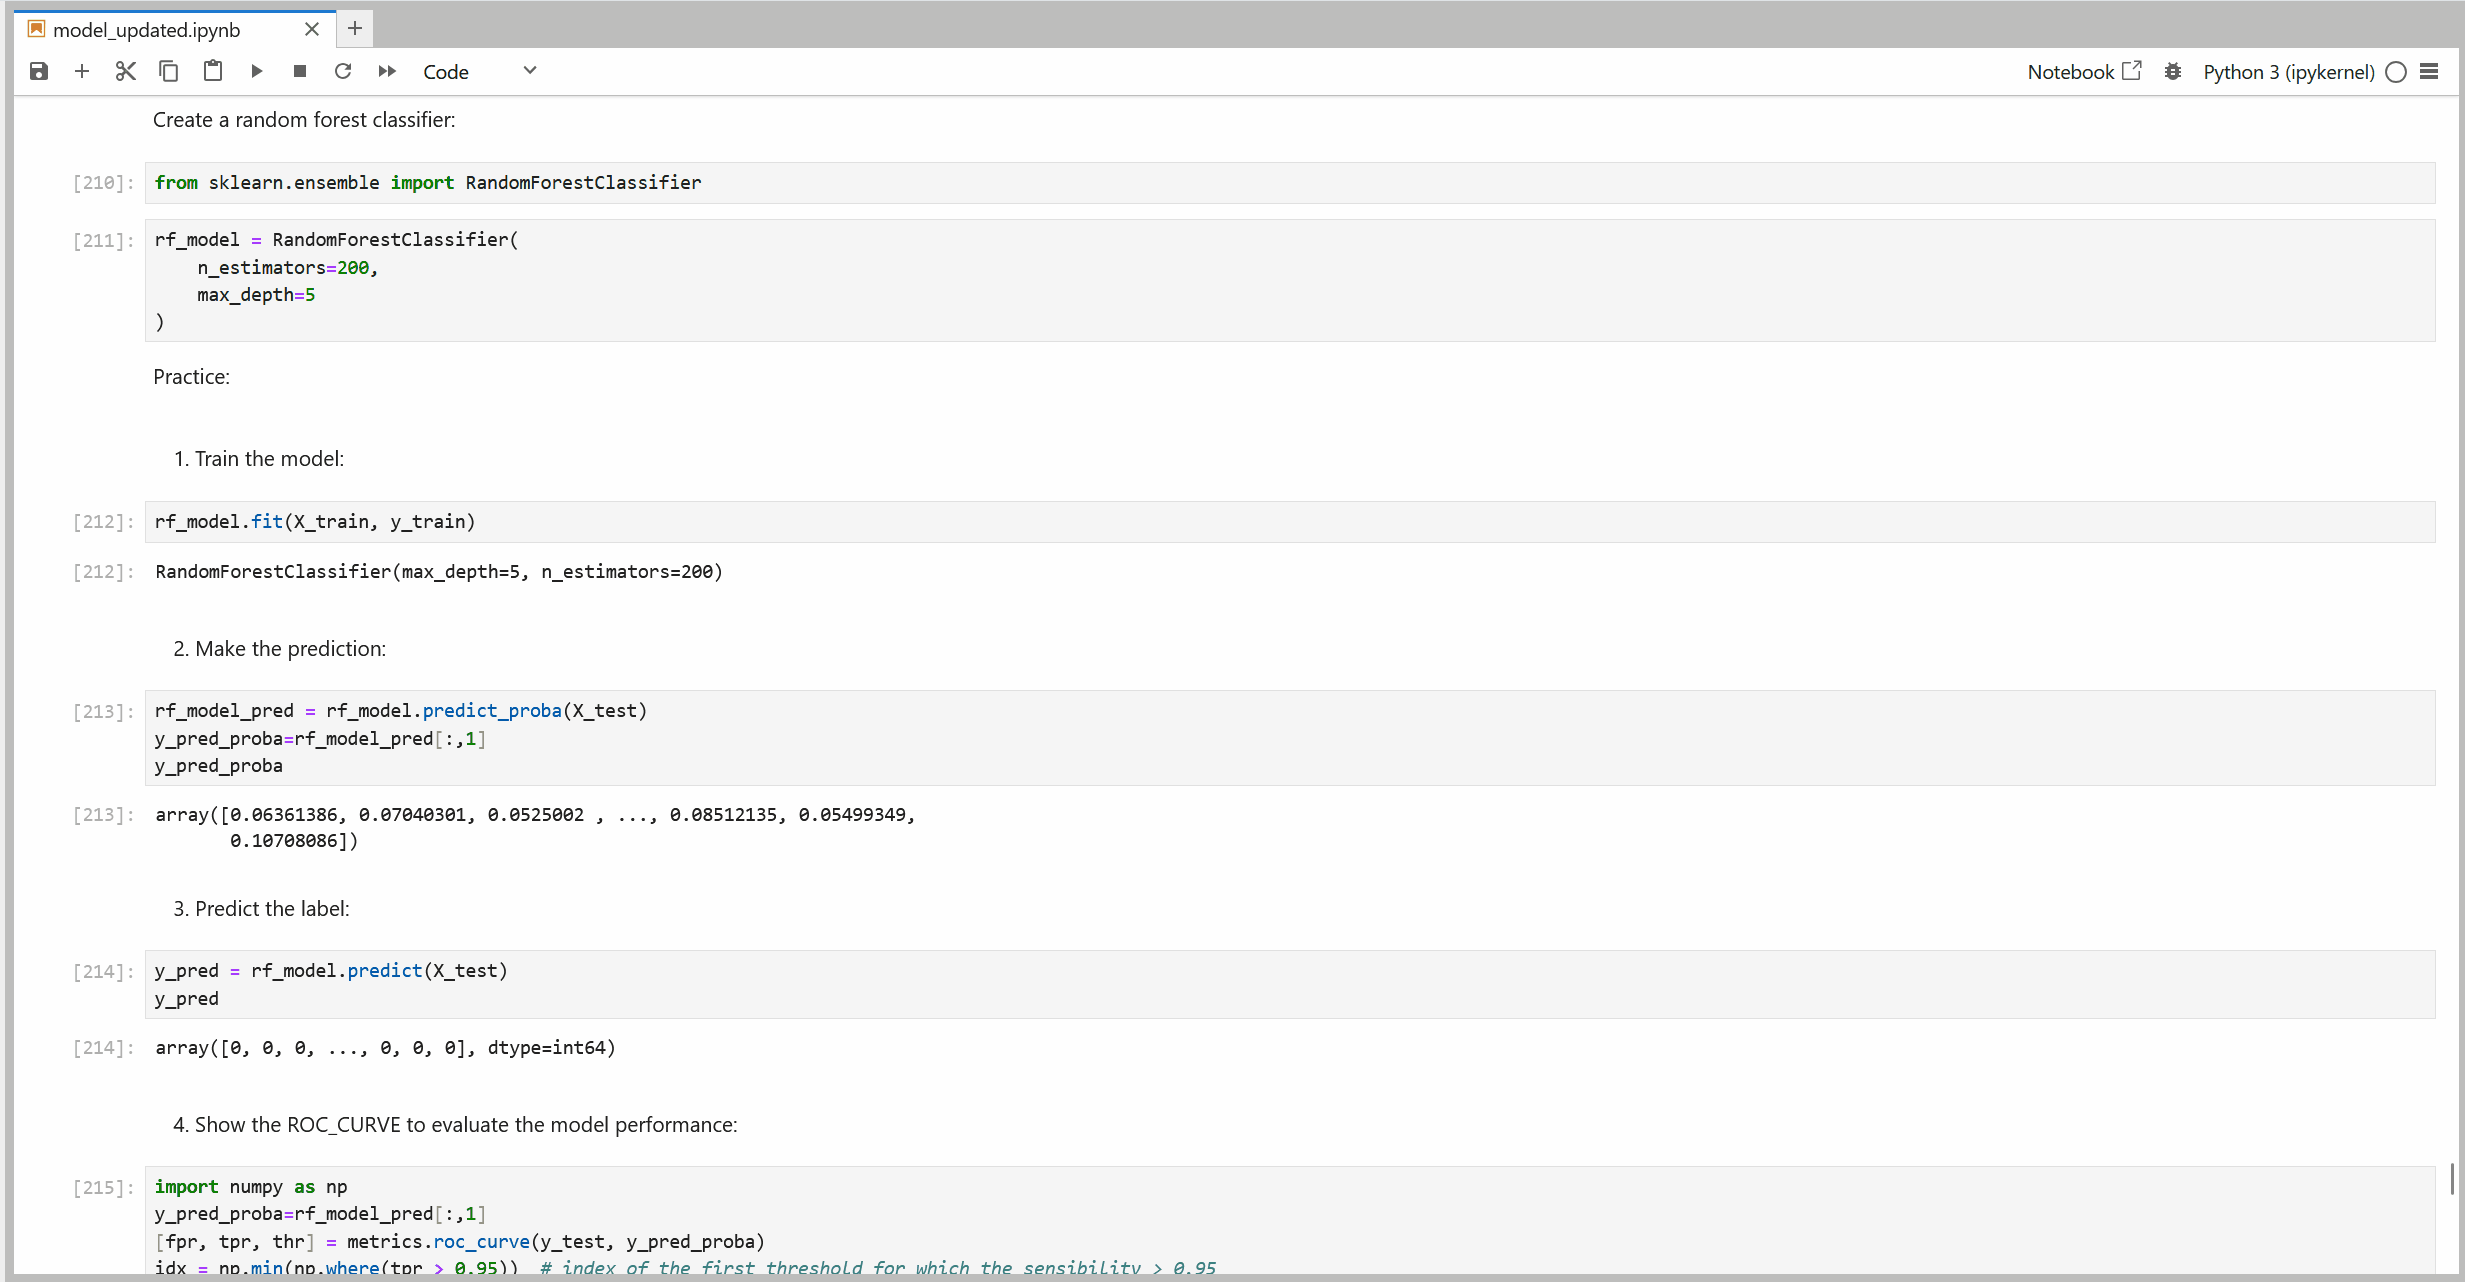 model_updated.ipynb
Code
Notebook
Python 3 (ipykernel)
Create a random forest classifier:
[210]: from sklearn.ensemble import RandomForestClassifier
[211]: rf_model = RandomForestClassifier(
n_estimators=200,
max_depth=5
)
Practice:
1. Train the model:
[212]: rf_model.fit(X_train, y_train)
[212]: RandomForestClassifier(max_depth=5, n_estimators=200)
2. Make the prediction:
[213]: rf_model_pred = rf_model.predict_proba(X_test)
y_pred_proba=rf_model_pred[:,1]
y_pred_proba
[213]: array([0.06361386, 0.07040301, 0.0525002 , ..., 0.08512135, 0.05499349,
0.10708086])
3. Predict the label:
[214]: y_pred = rf_model.predict(X_test)
y_pred
[214]: array([0, 0, 0, ..., 0, 0, 0], dtype=int64)
4. Show the ROC_CURVE to evaluate the model performance:
[215]: import numpy as np
y_pred_proba=rf_model_pred[:,1]
[fpr, tpr, thr] = metrics.roc_curve(y_test, y_pred_proba)
idx = np.min(np.where(tpr > 0.95)) # index of the first threshold for which the sensibility > 0.95